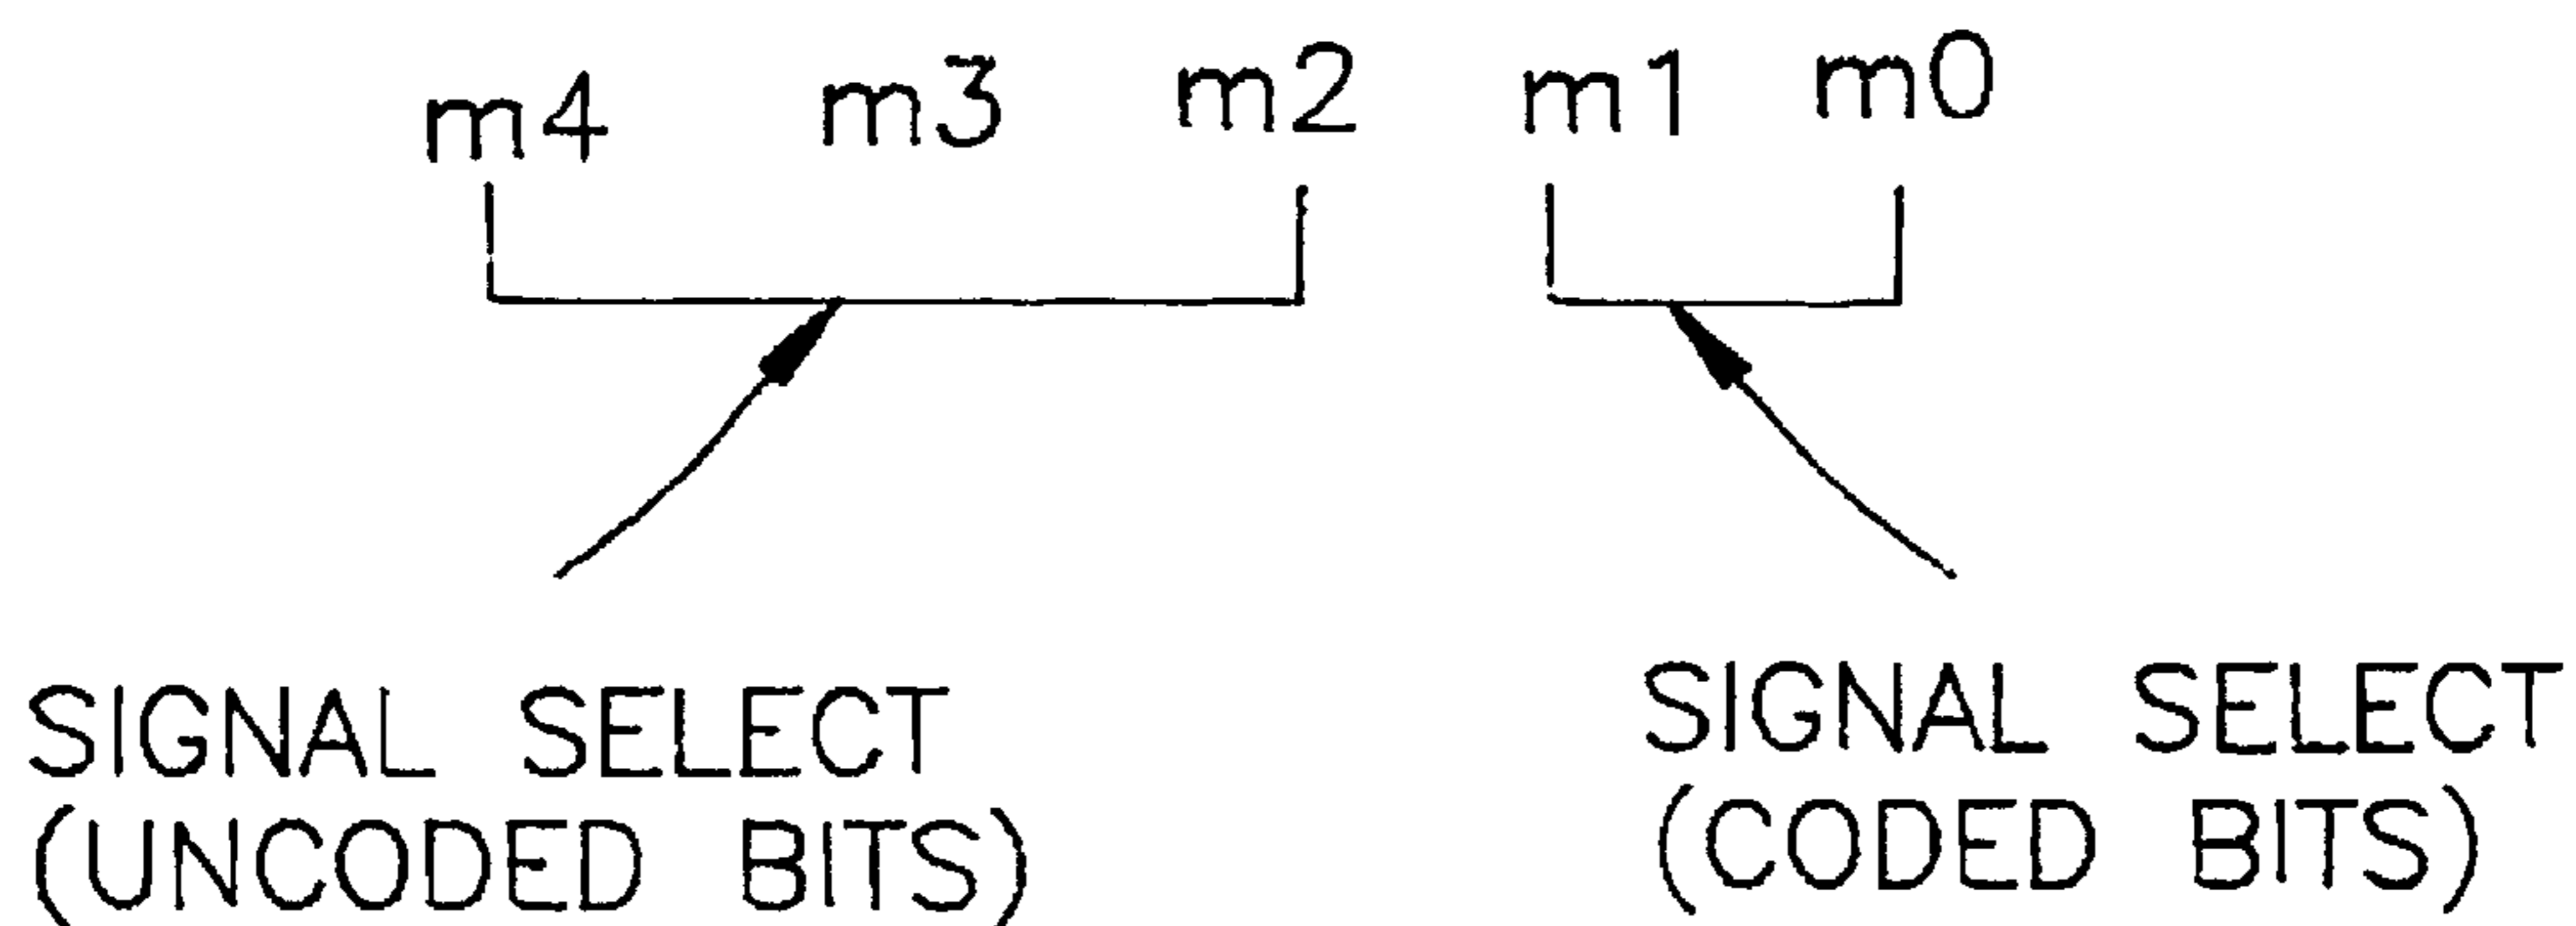 m4 m3 m2 m1 m0
SIGNAL SELECT
(UNCODED BITS)
SIGNAL SELECT
(CODED BITS)